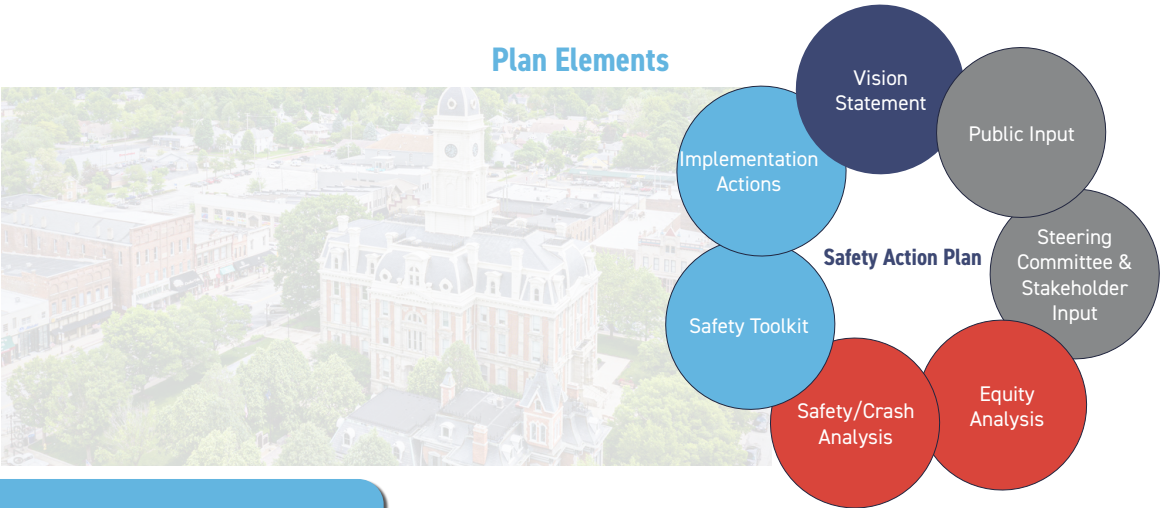 Plan Elements
Vision
Statement
Public Input
Steering
Committee &
Stakeholder
Input
Equity
Analysis
Safety/Crash
Analysis
Safety Toolkit
Implementation
Actions
Safety Action Plan